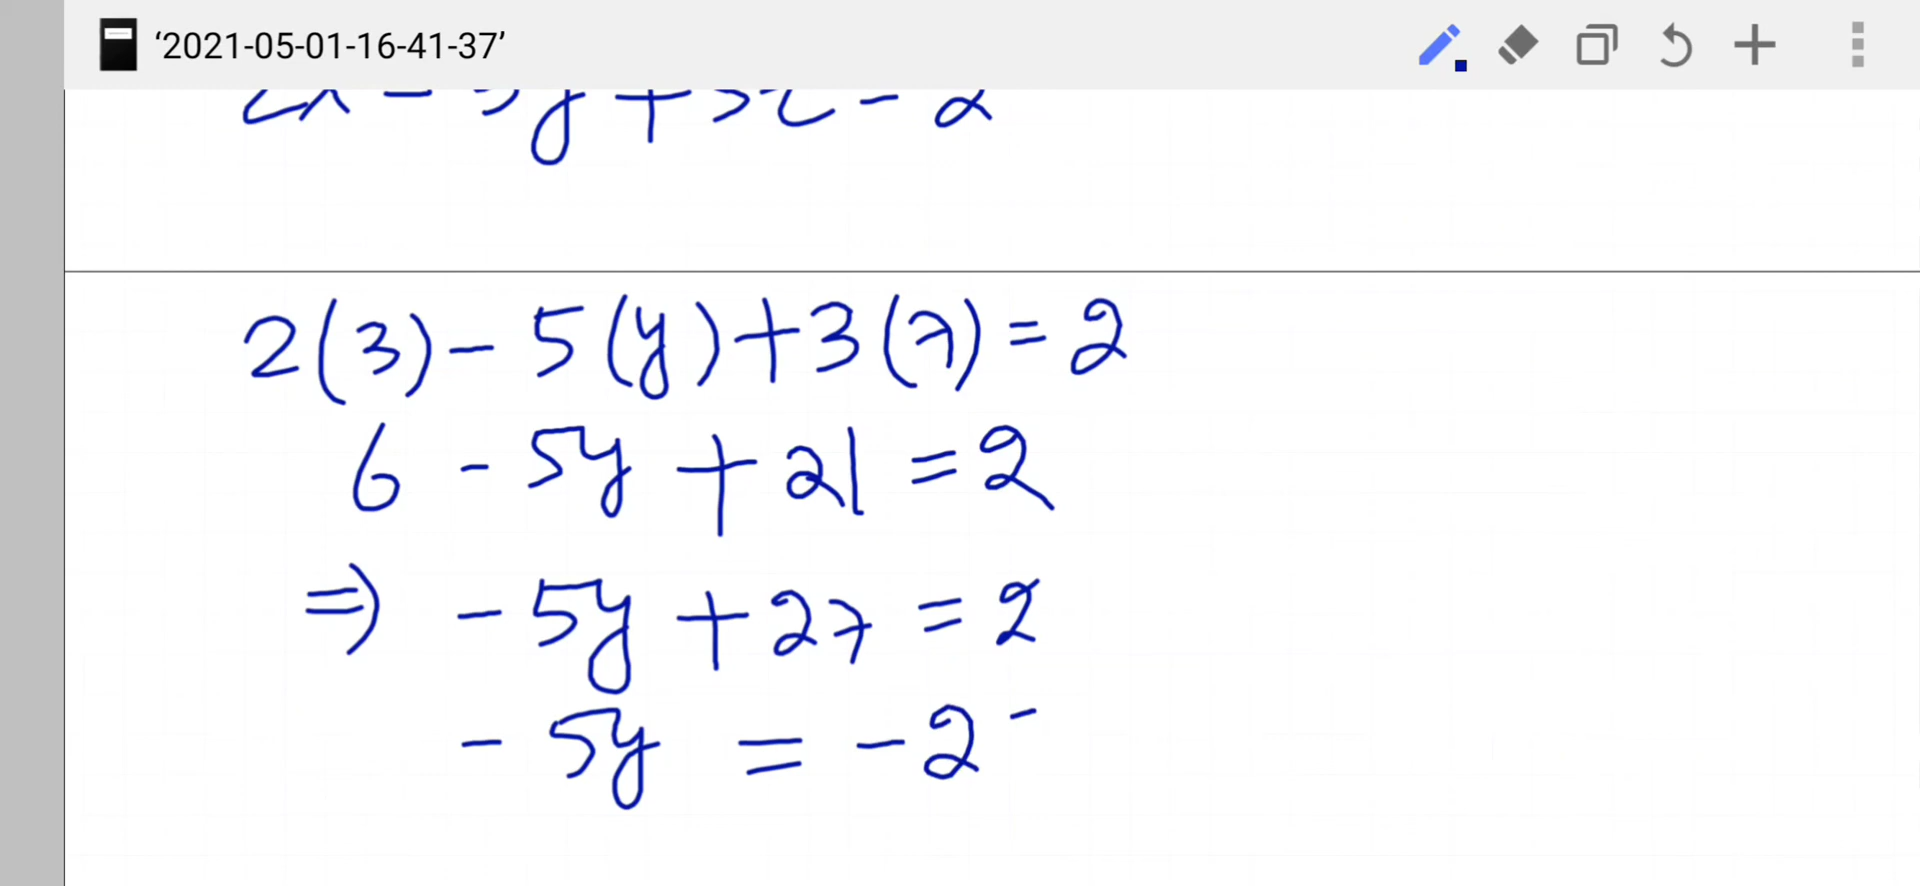 ‘2021-05-01-16-41-37’
2(3) - 5(y) + 3(7) = 2
6 - 5y + 21 = 2
⇒ - 5y + 27 = 2
- 5y = - 2